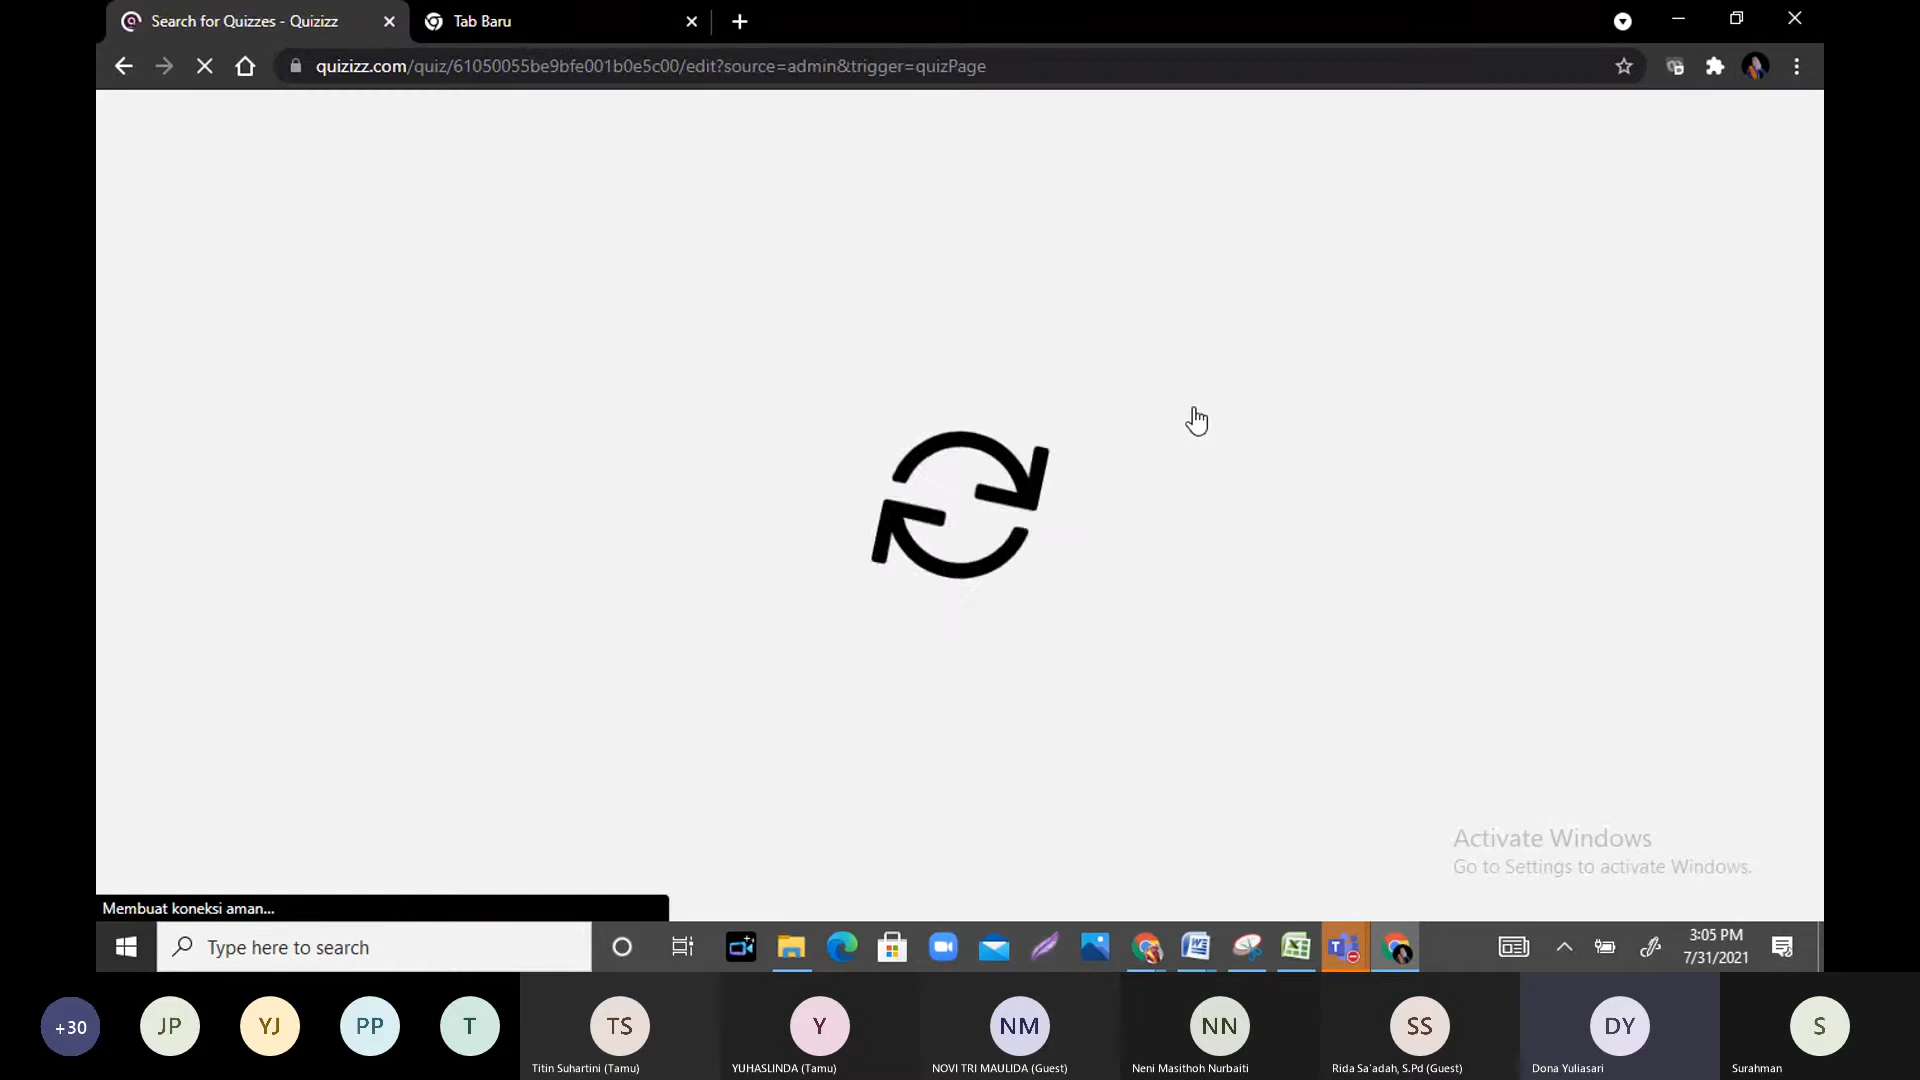 Search for Quizzes - Quizizz
Tab Baru
quizizz.com/quiz/61050055be9bfe001b0e5c00/edit?source=admin&trigger=quizPage
Activate Windows
Go to Settings to activate Windows.
Membuat koneksi aman...
Type here to search
3:05 PM
7/31/2021
+30
JP
YJ
PP
T
TS
Y
NM
NN
SS
DY
S
Titin Suhartini (Tamu)
YUHASLINDA (Tamu)
NOVI TRI MAULIDA (Guest)
Neni Masithoh Nurbaiti
Rida Sa'adah, S.Pd (Guest)
Dona Yuliasari
Surahman